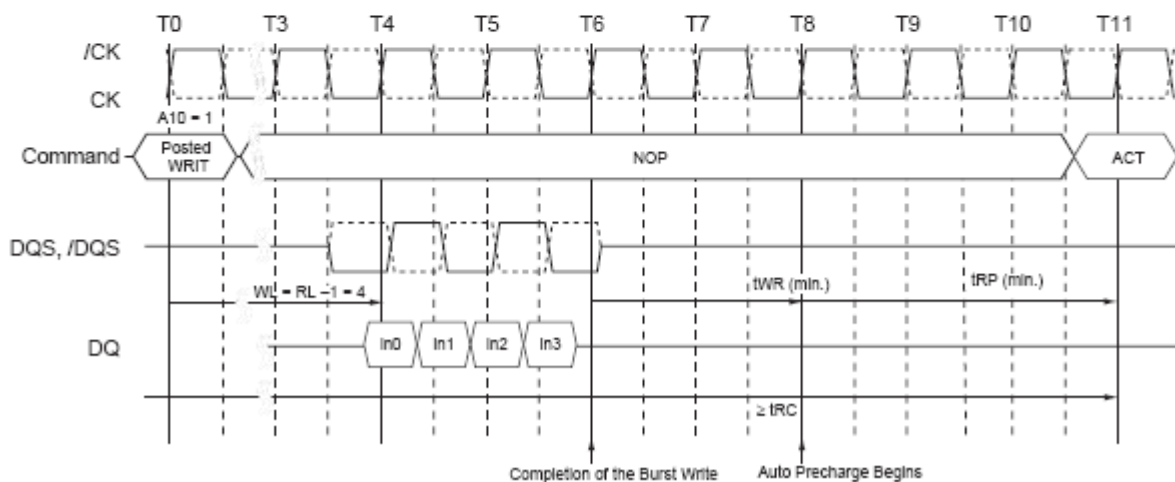 T0 T3 T4 T5 T6 T7 T8 T9 T10 T11
/CK
CK
A10 = 1
Command
Posted
WRIT
NOP
ACT
DQS, /DQS
WL = RL –1 = 4
tWR (min.)
tRP (min.)
DQ
in0 in1 in2 in3
≥ tRC
Completion of the Burst Write
Auto Precharge Begins